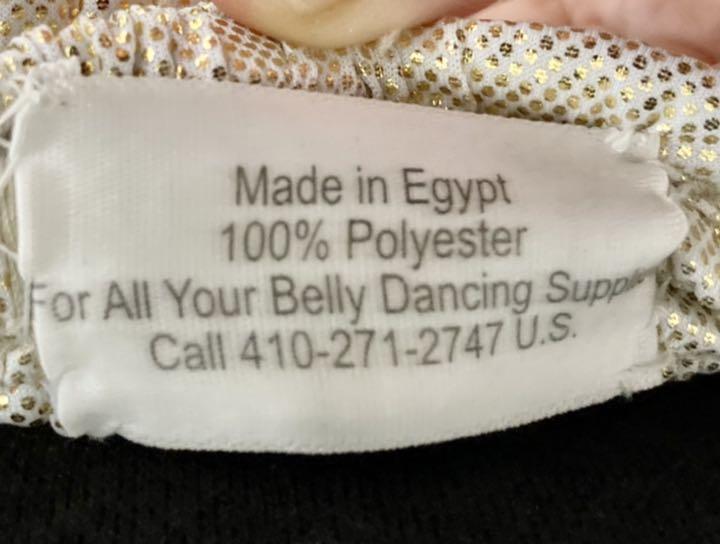 Made in Egypt
100% Polyester
For All Your Belly Dancing
Call 410-271-2747 U.S.